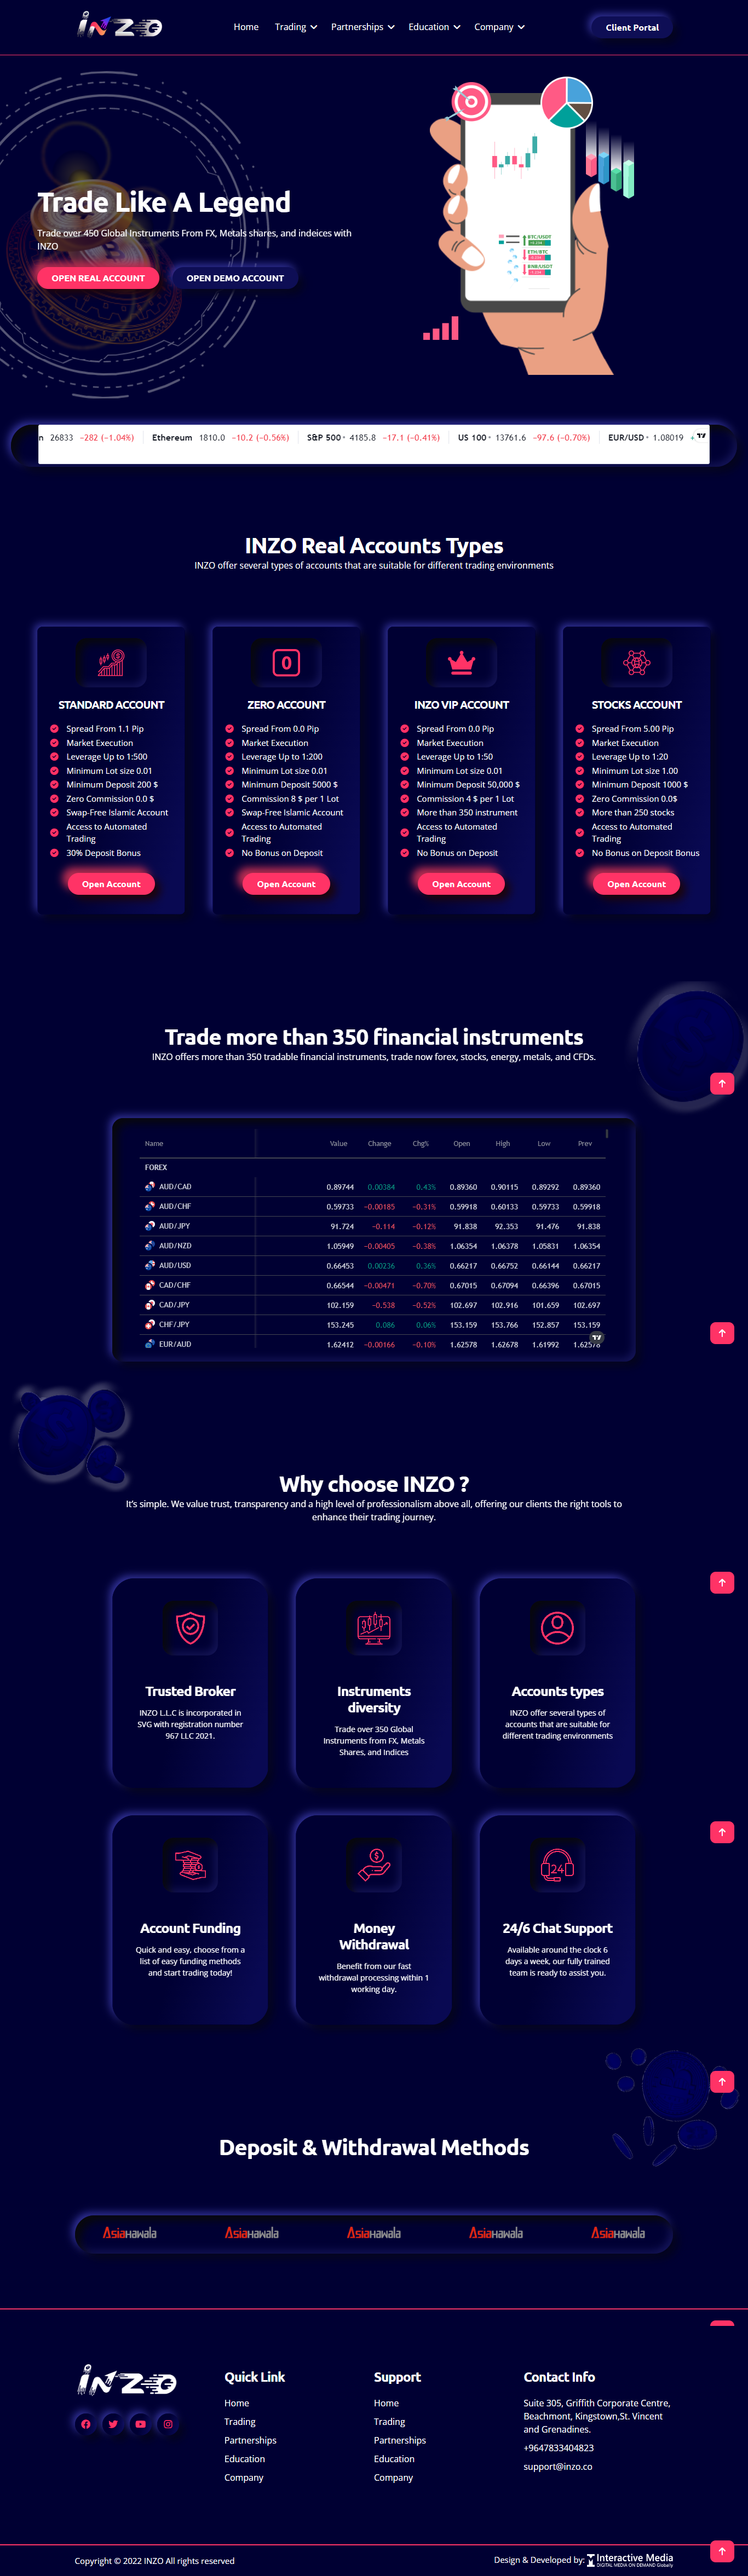 INZO
Home Trading Partnerships Education Company Client Portal
Trade Like A Legend
Trade over 450 Global Instruments From FX, Metals shares, and indeices with
INZO
OPEN REAL ACCOUNT OPEN DEMO ACCOUNT
BTC/USDT
ETH/BTC
BNB/USDT
n 26833 −282 (−1.04%) Ethereum 1810.0 −10.2 (−0.56%) S&P 500 4185.8 −17.1 (−0.41%) US 100 13761.6 −97.6 (−0.70%) EUR/USD 1.08019 +
INZO Real Accounts Types
INZO offer several types of accounts that are suitable for different trading environments
STANDARD ACCOUNT
Spread From 1.1 Pip
Market Execution
Leverage Up to 1:500
Minimum Lot size 0.01
Minimum Deposit 200 $
Zero Commission 0.0 $
Swap-Free Islamic Account
Access to Automated
Trading
30% Deposit Bonus
Open Account
0
ZERO ACCOUNT
Spread From 0.0 Pip
Market Execution
Leverage Up to 1:200
Minimum Lot size 0.01
Minimum Deposit 5000 $
Commission 8 $ per 1 Lot
Swap-Free Islamic Account
Access to Automated
Trading
No Bonus on Deposit
Open Account
INZO VIP ACCOUNT
Spread From 0.0 Pip
Market Execution
Leverage Up to 1:50
Minimum Lot size 0.01
Minimum Deposit 50,000 $
Commission 4 $ per 1 Lot
More than 350 instrument
Access to Automated
Trading
No Bonus on Deposit
Open Account
STOCKS ACCOUNT
Spread From 5.00 Pip
Market Execution
Leverage Up to 1:20
Minimum Lot size 1.00
Minimum Deposit 1000 $
Zero Commission 0.0$
More than 250 stocks
Access to Automated
Trading
No Bonus on Deposit Bonus
Open Account
Trade more than 350 financial instruments
INZO offers more than 350 tradable financial instruments, trade now forex, stocks, energy, metals, and CFDs.
Name Value Change Chg% Open High Low Prev
FOREX
AUD/CAD 0.89744 0.00384 0.43% 0.89360 0.90115 0.89292 0.89360
AUD/CHF 0.59733 −0.00185 −0.31% 0.59918 0.60133 0.59733 0.59918
AUD/JPY 91.724 −0.114 −0.12% 91.838 92.353 91.476 91.838
AUD/NZD 1.05949 −0.00405 −0.38% 1.06354 1.06378 1.05831 1.06354
AUD/USD 0.66453 0.00236 0.36% 0.66217 0.66752 0.66144 0.66217
CAD/CHF 0.66544 −0.00471 −0.70% 0.67015 0.67094 0.66396 0.67015
CAD/JPY 102.159 −0.538 −0.52% 102.697 102.916 101.659 102.697
CHF/JPY 153.245 0.086 0.06% 153.159 153.766 152.857 153.159
EUR/AUD 1.62412 −0.00166 −0.10% 1.62578 1.62678 1.61992 1.62578
Why choose INZO ?
It's simple. We value trust, transparency and a high level of professionalism above all, offering our clients the right tools to
enhance their trading journey.
Trusted Broker
INZO L.L.C is incorporated in
SVG with registration number
967 LLC 2021.
Instruments
diversity
Trade over 350 Global
Instruments from FX, Metals
Shares, and Indices
Accounts types
INZO offer several types of
accounts that are suitable for
different trading environments
Account Funding
Quick and easy, choose from a
list of easy funding methods
and start trading today!
Money
Withdrawal
Benefit from our fast
withdrawal processing within 1
working day.
24
24/6 Chat Support
Available around the clock 6
days a week, our fully trained
team is ready to assist you.
Deposit & Withdrawal Methods
AsiaHawala AsiaHawala AsiaHawala AsiaHawala AsiaHawala
INZO
Quick Link
Home
Trading
Partnerships
Education
Company
Support
Home
Trading
Partnerships
Education
Company
Contact Info
Suite 305, Griffith Corporate Centre,
Beachmont, Kingstown,St. Vincent
and Grenadines.
+9647833404823
support@inzo.co
Copyright © 2022 INZO All rights reserved
Design & Developed by: Interactive Media
DIGITAL MEDIA ON DEMAND Globally